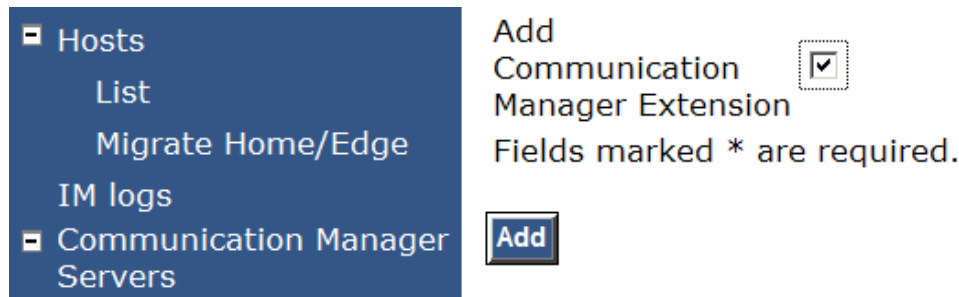 Hosts
List
Migrate Home/Edge
IM logs
Communication Manager
Servers
Add
Communication
Manager Extension
Fields marked * are required.
Add